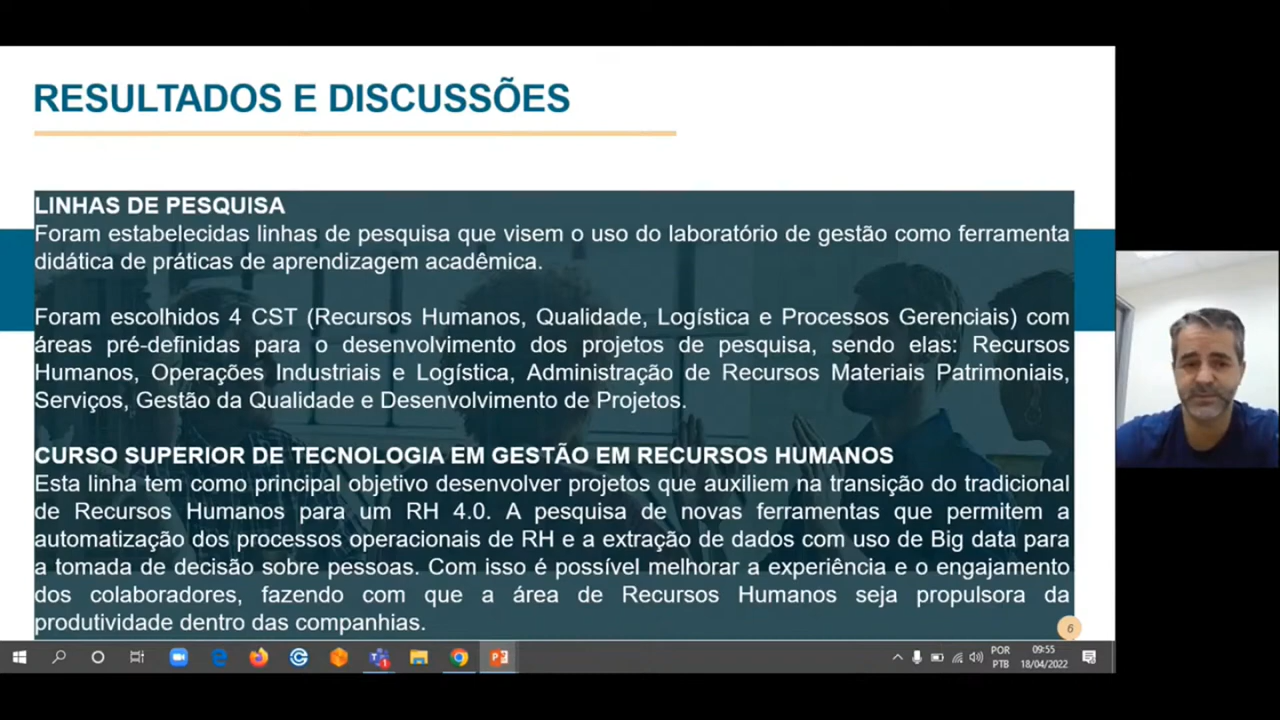 RESULTADOS E DISCUSSÕES
LINHAS DE PESQUISA
Foram estabelecidas linhas de pesquisa que visem o uso do laboratório de gestão como ferramenta
didática de práticas de aprendizagem acadêmica.
Foram escolhidos 4 CST (Recursos Humanos, Qualidade, Logística e Processos Gerenciais) com
áreas pré-definidas para o desenvolvimento dos projetos de pesquisa, sendo elas: Recursos
Humanos, Operações Industriais e Logística, Administração de Recursos Materiais Patrimoniais,
Serviços, Gestão da Qualidade e Desenvolvimento de Projetos.
CURSO SUPERIOR DE TECNOLOGIA EM GESTÃO EM RECURSOS HUMANOS
Esta linha tem como principal objetivo desenvolver projetos que auxiliem na transição do tradicional
de Recursos Humanos para um RH 4.0. A pesquisa de novas ferramentas que permitem a
automatização dos processos operacionais de RH e a extração de dados com uso de Big data para
a tomada de decisão sobre pessoas. Com isso é possível melhorar a experiência e o engajamento
dos colaboradores, fazendo com que a área de Recursos Humanos seja propulsora da
produtividade dentro das companhias.
6
POR
PTB
09:55
18/04/2022